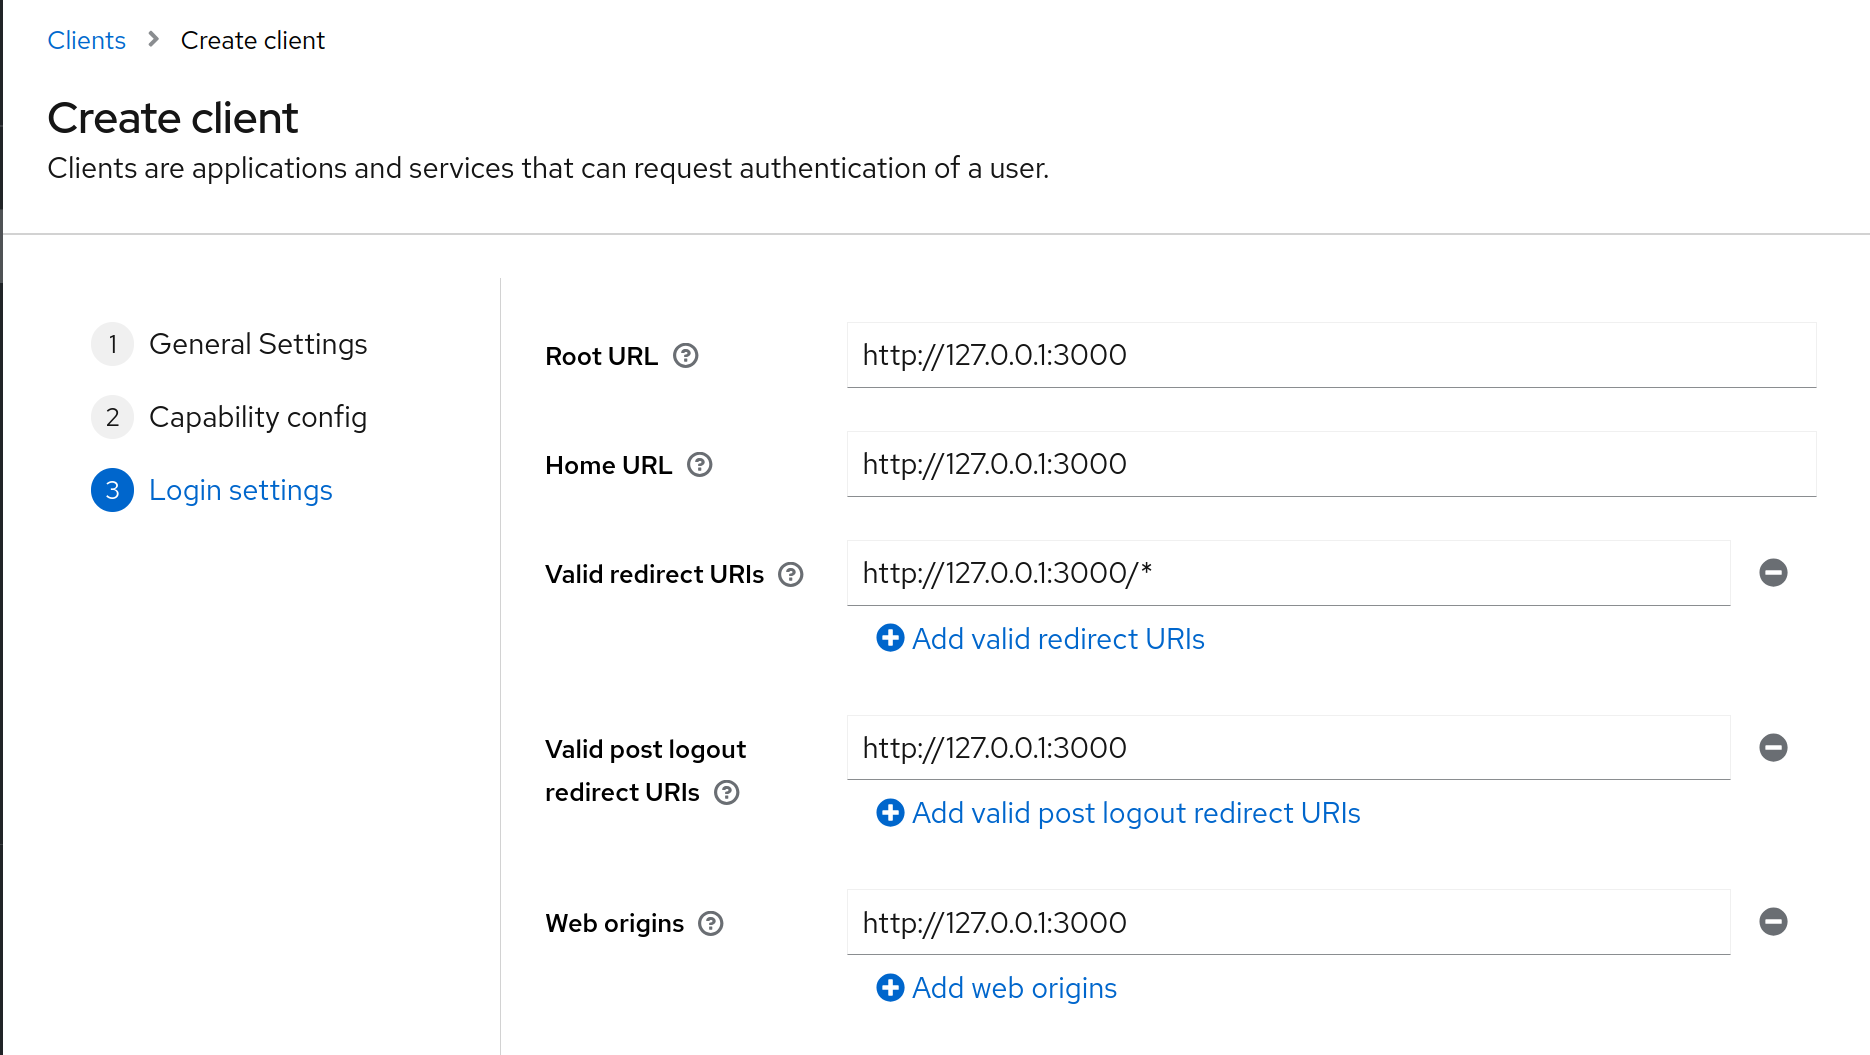 Clients > Create client
Create client
Clients are applications and services that can request authentication of a user.
1 General Settings
2 Capability config
3 Login settings
Root URL ? http://127.0.0.1:3000
Home URL ? http://127.0.0.1:3000
Valid redirect URIs ? http://127.0.0.1:3000/*
Add valid redirect URIs
Valid post logout
redirect URIs ? http://127.0.0.1:3000
Add valid post logout redirect URIs
Web origins ? http://127.0.0.1:3000
Add web origins